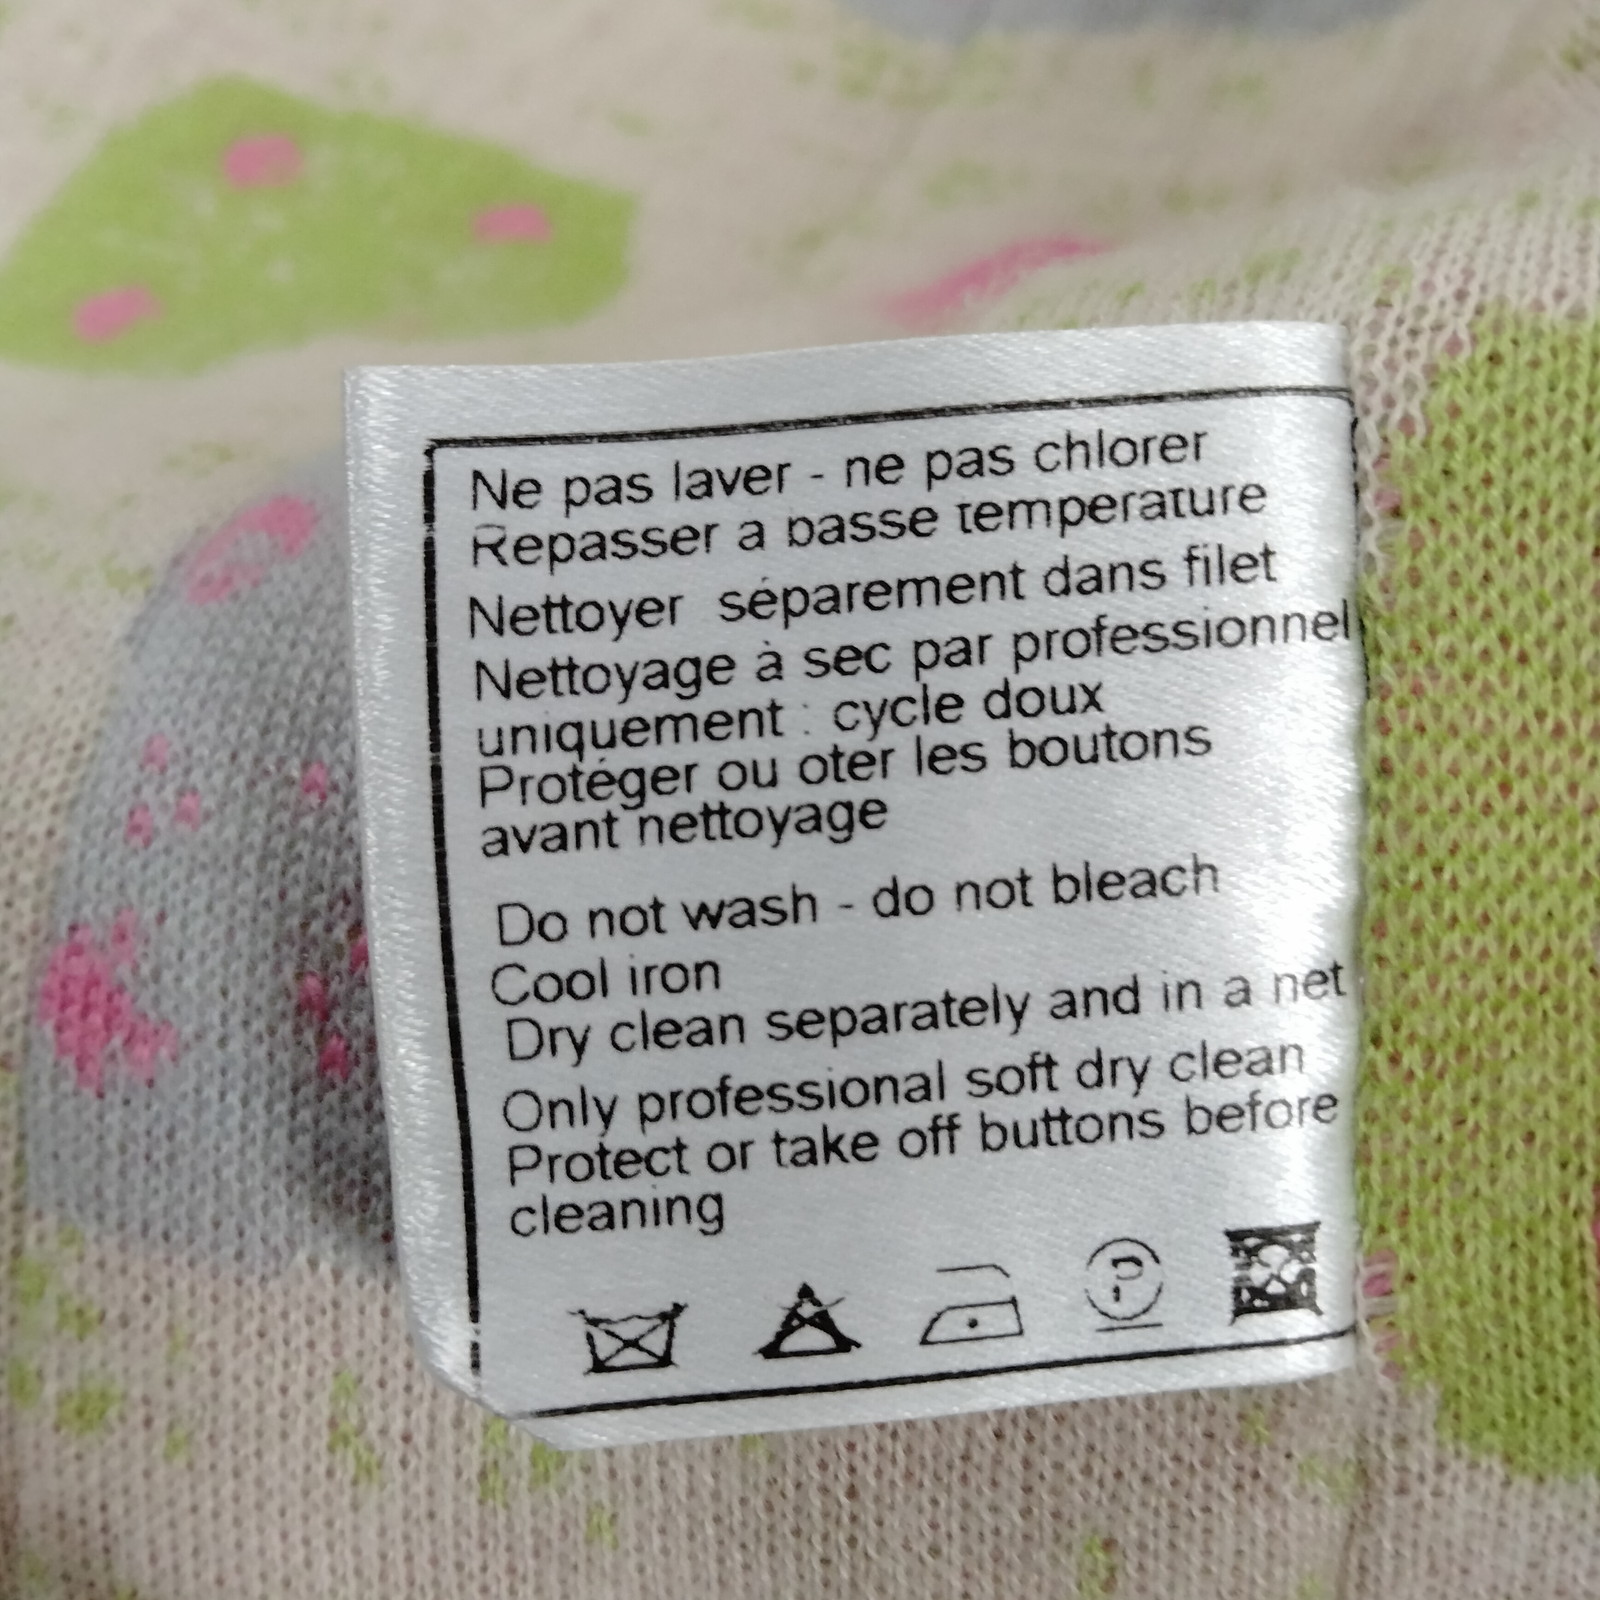 Ne pas laver - ne pas chlorer
Repasser a basse temperature
Nettoyer séparement dans filet
Nettoyage à sec par professionnel
uniquement : cycle doux
Protéger ou oter les boutons
avant nettoyage
Do not wash - do not bleach
Cool iron
Dry clean separately and in a net
Only professional soft dry clean
Protect or take off buttons before
cleaning
P